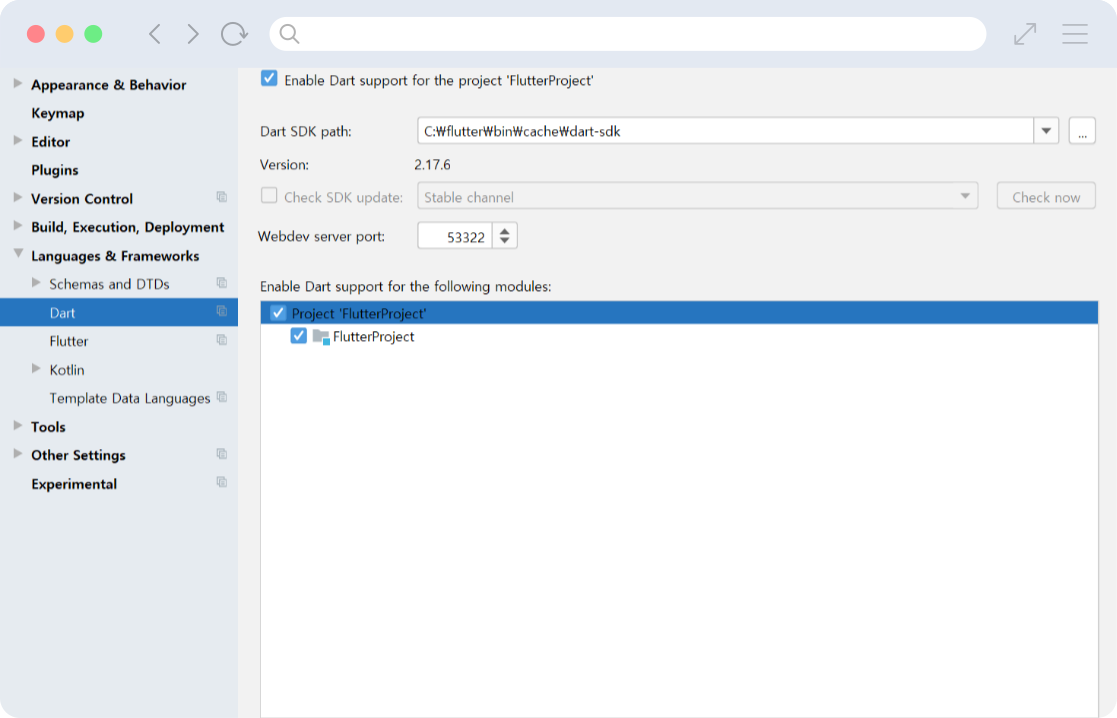 Appearance & Behavior
Keymap
Editor
Plugins
Version Control
Build, Execution, Deployment
Languages & Frameworks
Schemas and DTDs
Dart
Flutter
Kotlin
Template Data Languages
Tools
Other Settings
Experimental
Enable Dart support for the project 'FlutterProject'
Dart SDK path: C:₩flutter₩bin₩cache₩dart-sdk ...
Version: 2.17.6
Check SDK update: Stable channel Check now
Webdev server port: 53322
Enable Dart support for the following modules:
Project 'FlutterProject'
FlutterProject